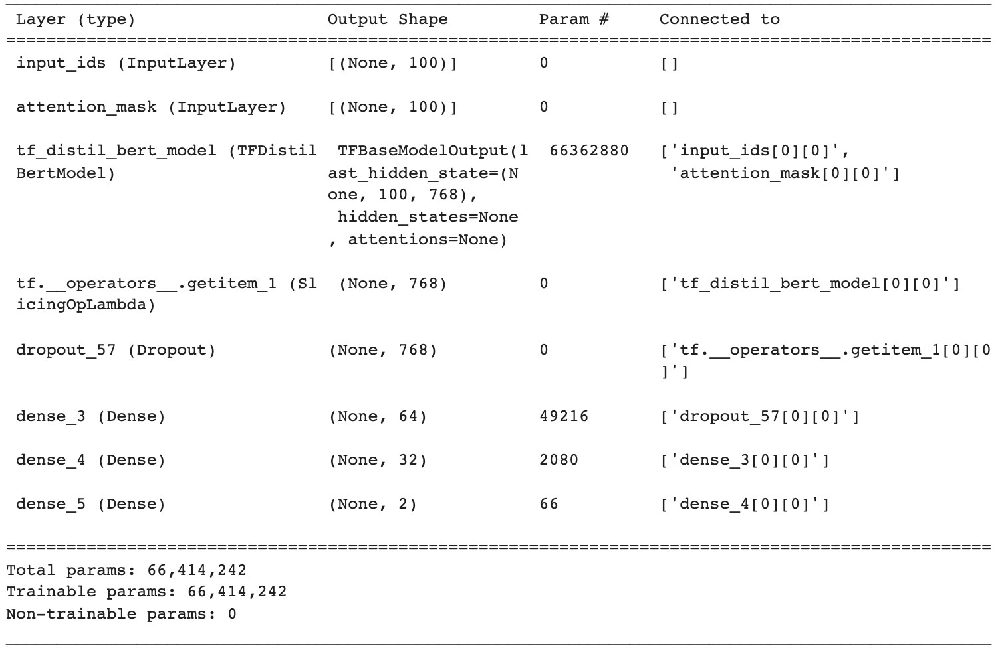 Layer (type) Output Shape Param # Connected to
==================================================================================================
input_ids (InputLayer) [(None, 100)] 0 []
attention_mask (InputLayer) [(None, 100)] 0 []
tf_distil_bert_model (TFDistil TFBaseModelOutput(l 66362880 ['input_ids[0][0]',
BertModel) ast_hidden_state=(N 'attention_mask[0][0]']
one, 100, 768),
hidden_states=None
, attentions=None)
tf.__operators__.getitem_1 (Sl (None, 768) 0 ['tf_distil_bert_model[0][0]']
icingOpLambda)
dropout_57 (Dropout) (None, 768) 0 ['tf.__operators__.getitem_1[0][0
]']
dense_3 (Dense) (None, 64) 49216 ['dropout_57[0][0]']
dense_4 (Dense) (None, 32) 2080 ['dense_3[0][0]']
dense_5 (Dense) (None, 2) 66 ['dense_4[0][0]']
==================================================================================================
Total params: 66,414,242
Trainable params: 66,414,242
Non-trainable params: 0